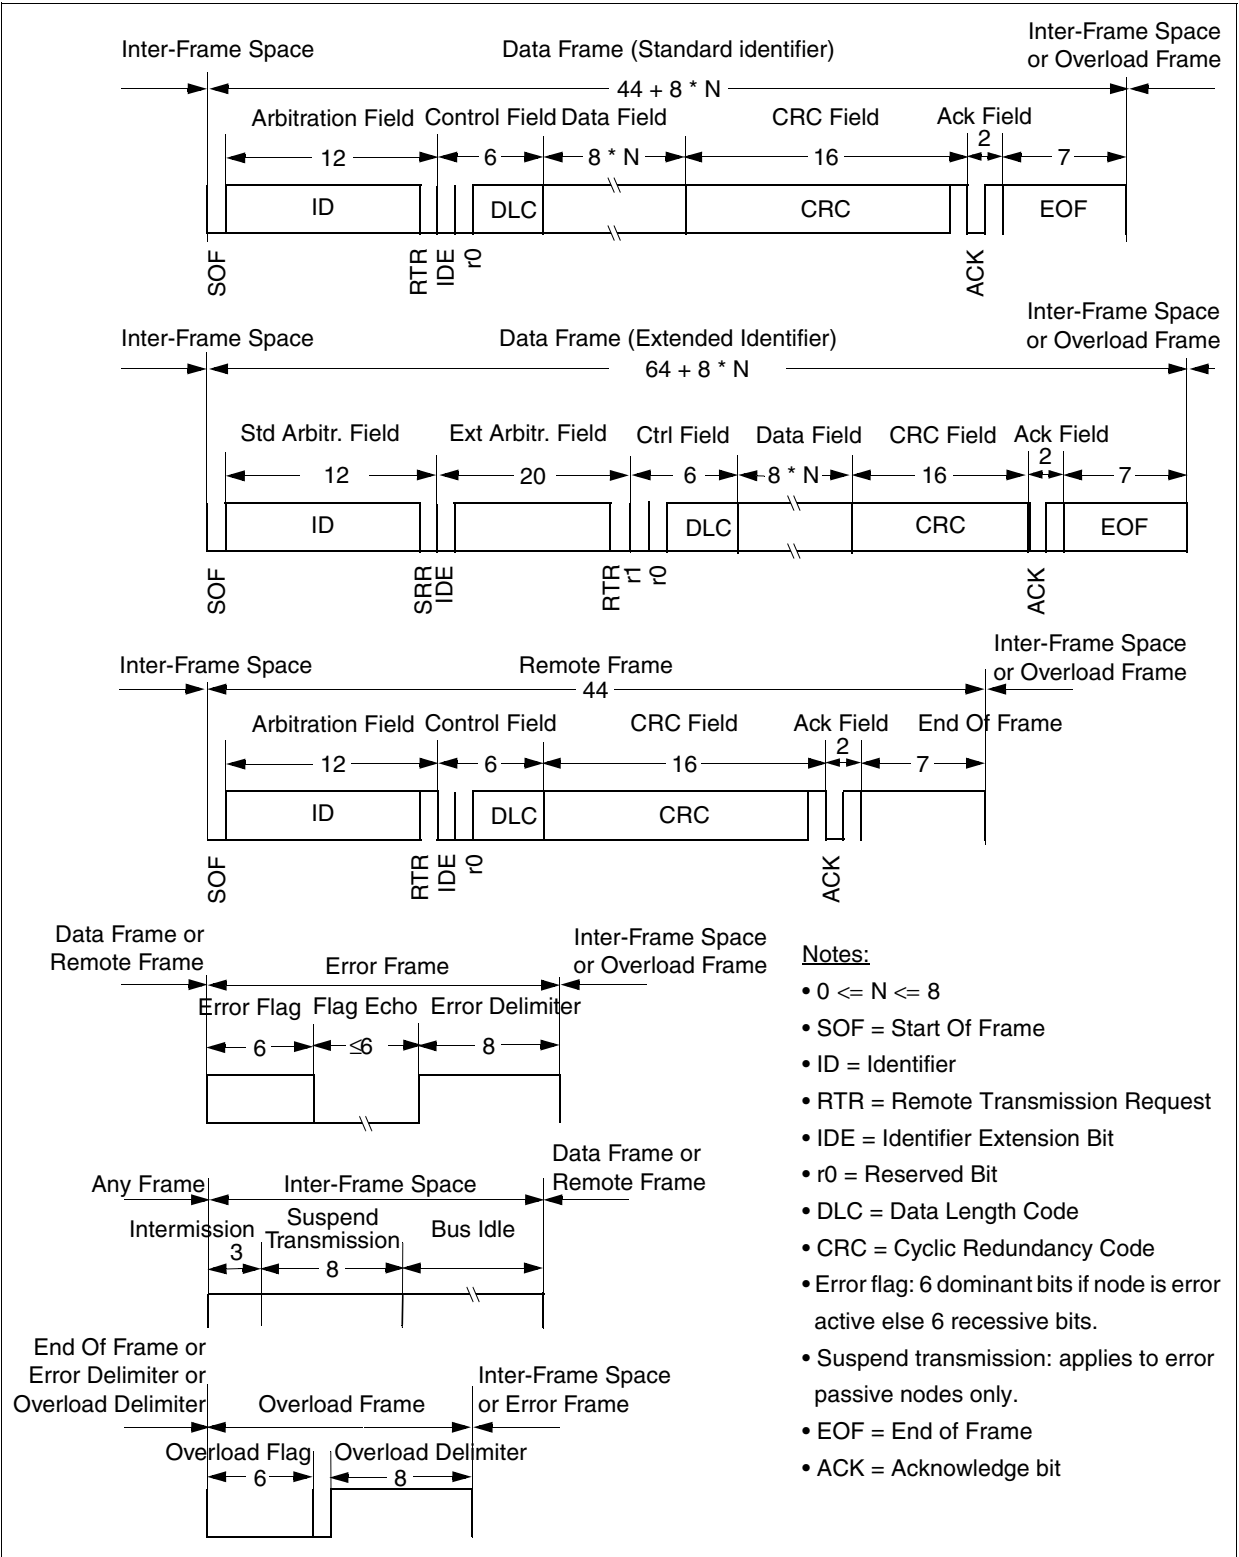 Inter-Frame Space
Data Frame (Standard identifier)
Inter-Frame Space
or Overload Frame
44 + 8 * N
Arbitration Field
Control Field
Data Field
CRC Field
Ack Field
12
6
8 * N
16
2
7
ID
DLC
CRC
EOF
SOF
RTR
IDE
r0
ACK
Inter-Frame Space
Data Frame (Extended Identifier)
Inter-Frame Space
or Overload Frame
64 + 8 * N
Std Arbitr. Field
Ext Arbitr. Field
Ctrl Field
Data Field
CRC Field
Ack Field
12
20
6
8 * N
16
2
7
ID
DLC
CRC
EOF
SOF
SRR
IDE
RTR
r1
r0
ACK
Inter-Frame Space
Remote Frame
Inter-Frame Space
or Overload Frame
44
Arbitration Field
Control Field
CRC Field
Ack Field
End Of Frame
12
6
16
2
7
ID
DLC
CRC
SOF
RTR
IDE
r0
ACK
Data Frame or
Remote Frame
Error Frame
Inter-Frame Space
or Overload Frame
Error Flag
Flag Echo
Error Delimiter
6
≤6
8
Any Frame
Inter-Frame Space
Data Frame or
Remote Frame
Intermission
Suspend
Transmission
Bus Idle
3
8
End Of Frame or
Error Delimiter or
Overload Delimiter
Overload Frame
Inter-Frame Space
or Error Frame
Overload Flag
Overload Delimiter
6
8
Notes:
• 0 <= N <= 8
• SOF = Start Of Frame
• ID = Identifier
• RTR = Remote Transmission Request
• IDE = Identifier Extension Bit
• r0 = Reserved Bit
• DLC = Data Length Code
• CRC = Cyclic Redundancy Code
• Error flag: 6 dominant bits if node is error
active else 6 recessive bits.
• Suspend transmission: applies to error
passive nodes only.
• EOF = End of Frame
• ACK = Acknowledge bit